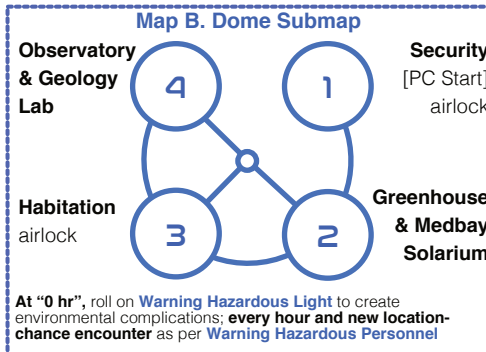 Map B. Dome Submap
Observatory
& Geology
Lab
4
1
Security
[PC Start]
airlock
Habitation
airlock
3
2
Greenhouse
& Medbay
Solarium
At “0 hr”, roll on Warning Hazardous Light to create
environmental complications; every hour and new location-
chance encounter as per Warning Hazardous Personnel